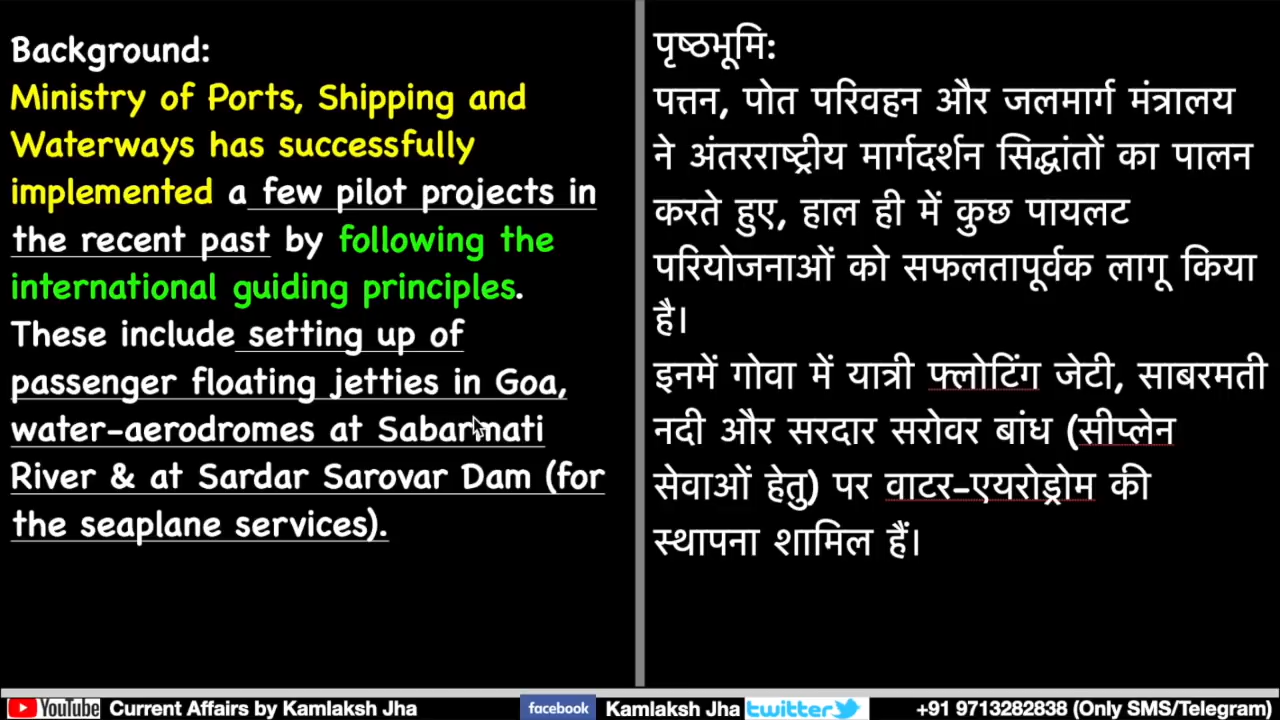 Background:
Ministry of Ports, Shipping and
Waterways has successfully
implemented a few pilot projects in
the recent past by following the
international guiding principles.
These include setting up of
passenger floating jetties in Goa,
water-aerodromes at Sabarmati
River & at Sardar Sarovar Dam (for
the seaplane services).
पृष्ठभूमि:
पत्तन, पोत परिवहन और जलमार्ग मंत्रालय
ने अंतरराष्ट्रीय मार्गदर्शन सिद्धांतों का पालन
करते हुए, हाल ही में कुछ पायलट
परियोजनाओं को सफलतापूर्वक लागू किया
है।
इनमें गोवा में यात्री फ्लोटिंग जेटी, साबरमती
नदी और सरदार सरोवर बांध (सीप्लेन
सेवाओं हेतु) पर वाटर-एयरोड्रोम की
स्थापना शामिल हैं।
YouTube Current Affairs by Kamlaksh Jha facebook Kamlaksh Jha twitter +91 9713282838 (Only SMS/Telegram)